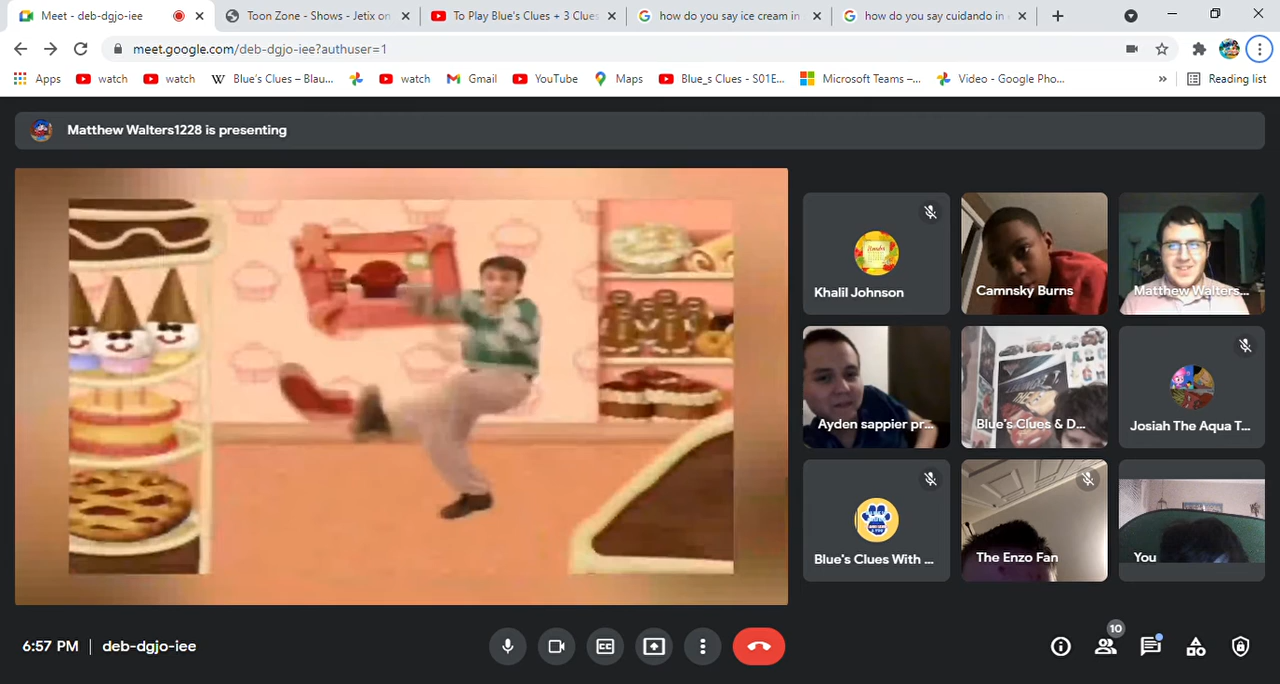 Meet - deb-dgjo-iee
Toon Zone - Shows - Jetix on
To Play Blue's Clues + 3 Clues
how do you say ice cream in
how do you say cuidando in
meet.google.com/deb-dgjo-iee?authuser=1
Apps
watch
watch
Blue's Clues – Blau...
watch
Gmail
YouTube
Maps
Blue_s Clues - S01E...
Microsoft Teams –...
Video - Google Pho...
»
Reading list
Matthew Walters1228 is presenting
Khalil Johnson
Camnsky Burns
Matthew Walters...
Ayden sappier pr...
Blue's Clues & D...
Josiah The Aqua T...
Blue's Clues With ...
The Enzo Fan
You
6:57 PM | deb-dgjo-iee
CC
10